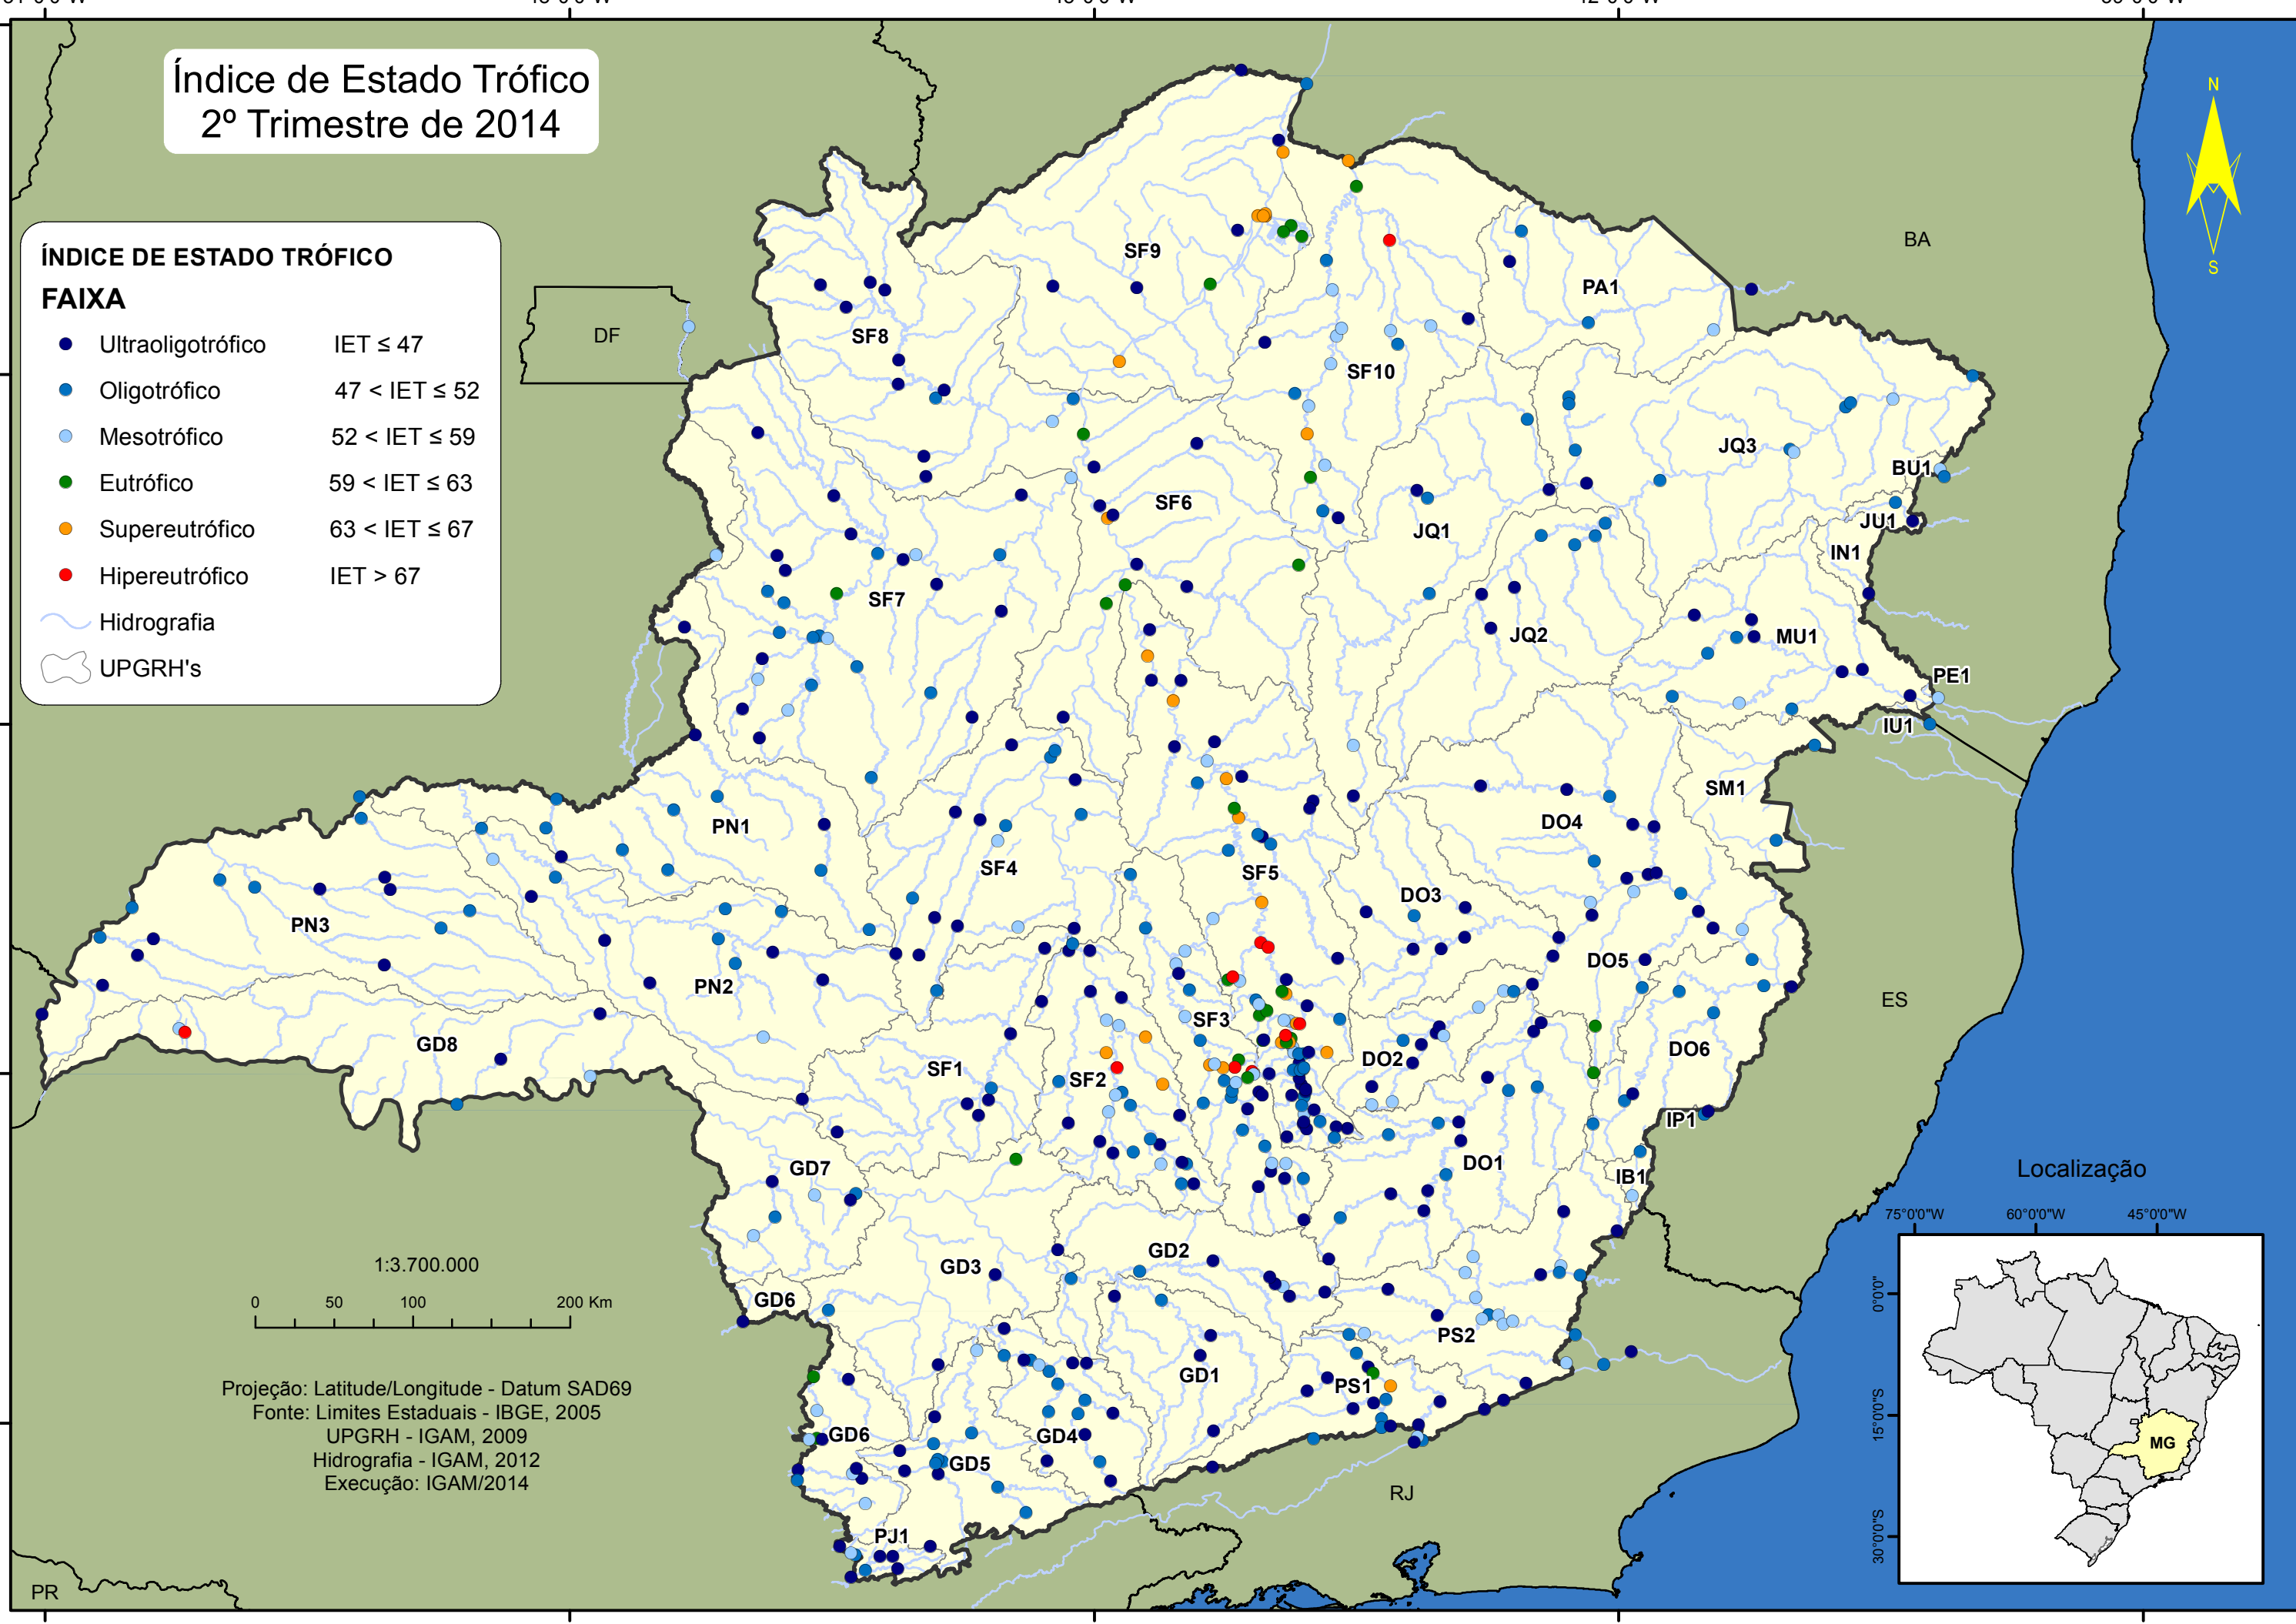 Índice de Estado Trófico
2º Trimestre de 2014
N
S
ÍNDICE DE ESTADO TRÓFICO
FAIXA
Ultraoligotrófico IET ≤ 47
Oligotrófico 47 < IET ≤ 52
Mesotrófico 52 < IET ≤ 59
Eutrófico 59 < IET ≤ 63
Supereutrófico 63 < IET ≤ 67
Hipereutrófico IET > 67
Hidrografia
UPGRH's
DF
BA
SF9
PA1
SF8
SF10
JQ3
BU1
SF6
JU1
JQ1
IN1
SF7
JQ2
MU1
PE1
IU1
SM1
PN1
DO4
SF4
SF5
DO3
PN3
DO5
PN2
ES
SF3
GD8
DO6
DO2
SF1
SF2
IP1
GD7
DO1
IB1
GD2
GD3
GD6
PS2
GD1
PS1
GD6
GD4
GD5
RJ
PJ1
PR
1:3.700.000
0 50 100 200 Km
Projeção: Latitude/Longitude - Datum SAD69
Fonte: Limites Estaduais - IBGE, 2005
UPGRH - IGAM, 2009
Hidrografia - IGAM, 2012
Execução: IGAM/2014
Localização
75°0'0"W 60°0'0"W 45°0'0"W
0°0'0"
15°0'0"S
30°0'0"S
MG